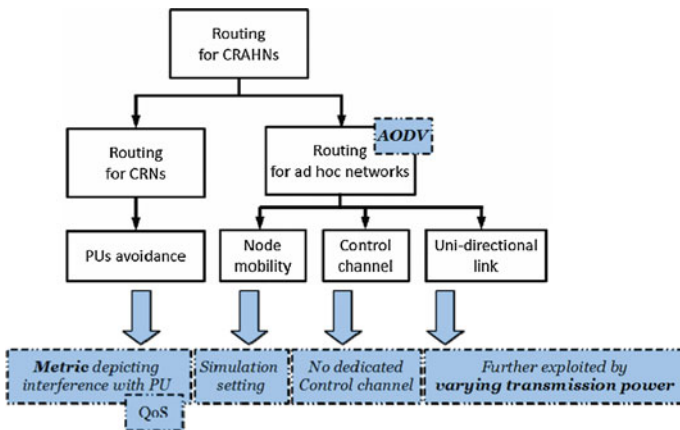 Routing
for CRAHNs
AODV
Routing
for CRNs
Routing
for ad hoc networks
PUs avoidance
Node
mobility
Control
channel
Uni-directional
link
Metric depicting
interference with PU
QoS
Simulation
setting
No dedicated
Control channel
Further exploited by
varying transmission power